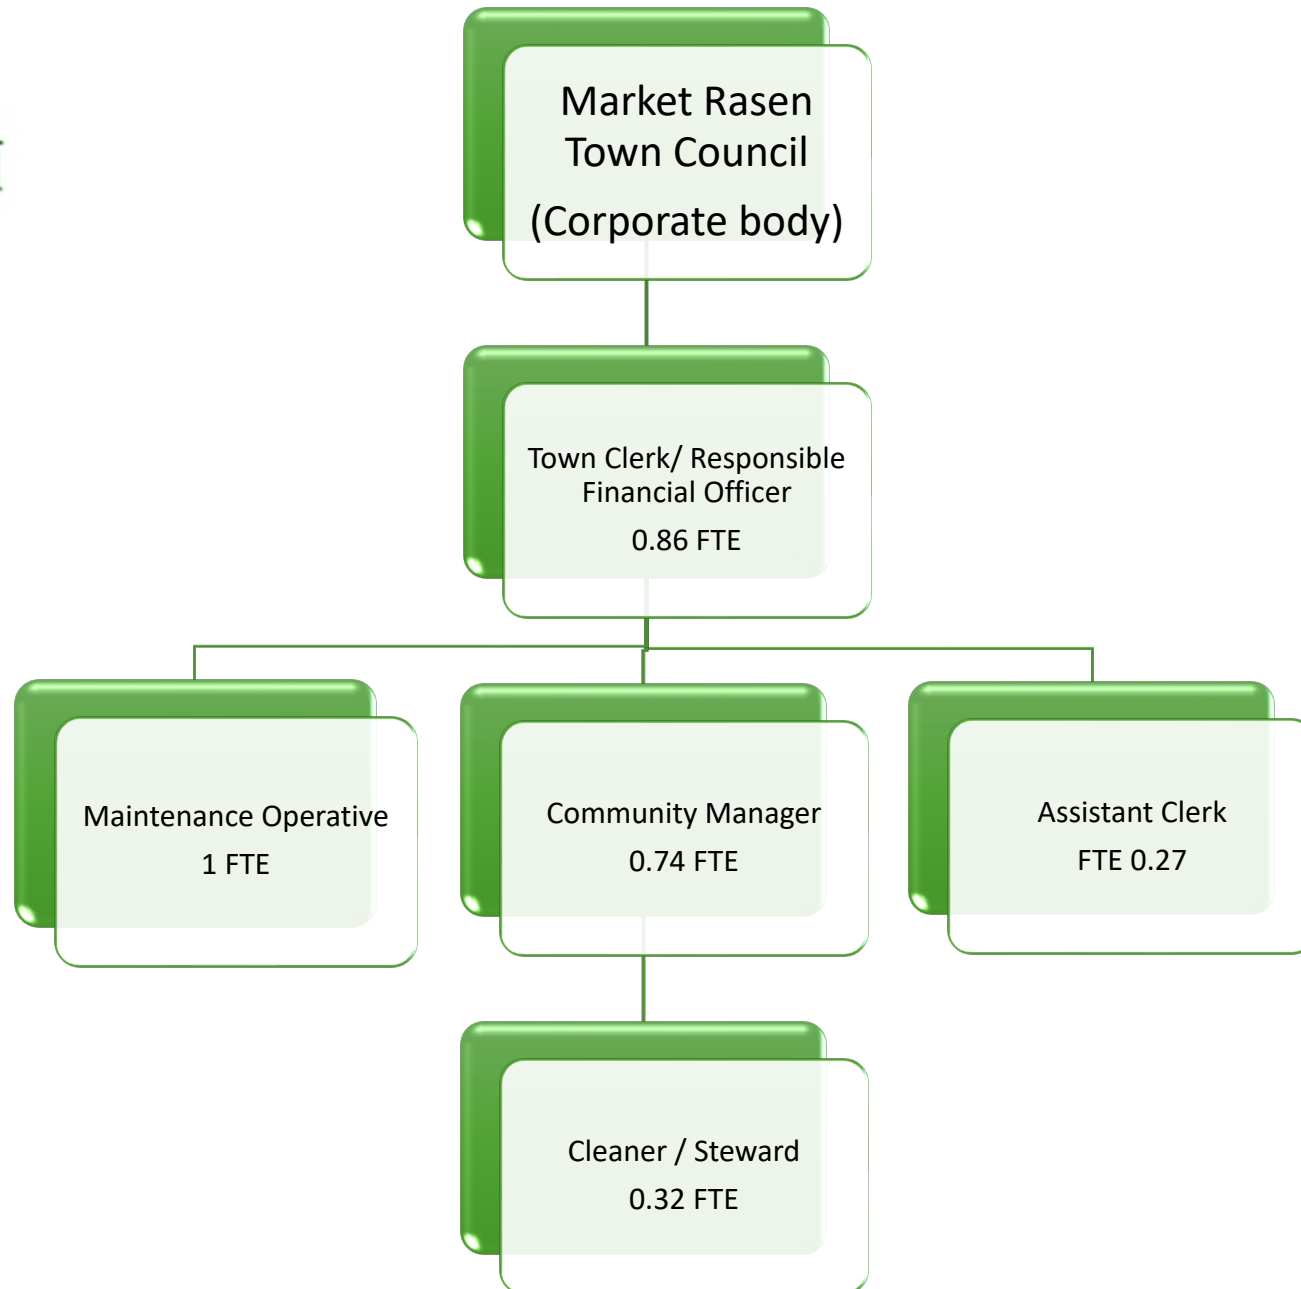 Market Rasen
Town Council
(Corporate body)
Town Clerk/ Responsible
Financial Officer
0.86 FTE
Maintenance Operative
1 FTE
Community Manager
0.74 FTE
Assistant Clerk
FTE 0.27
Cleaner / Steward
0.32 FTE